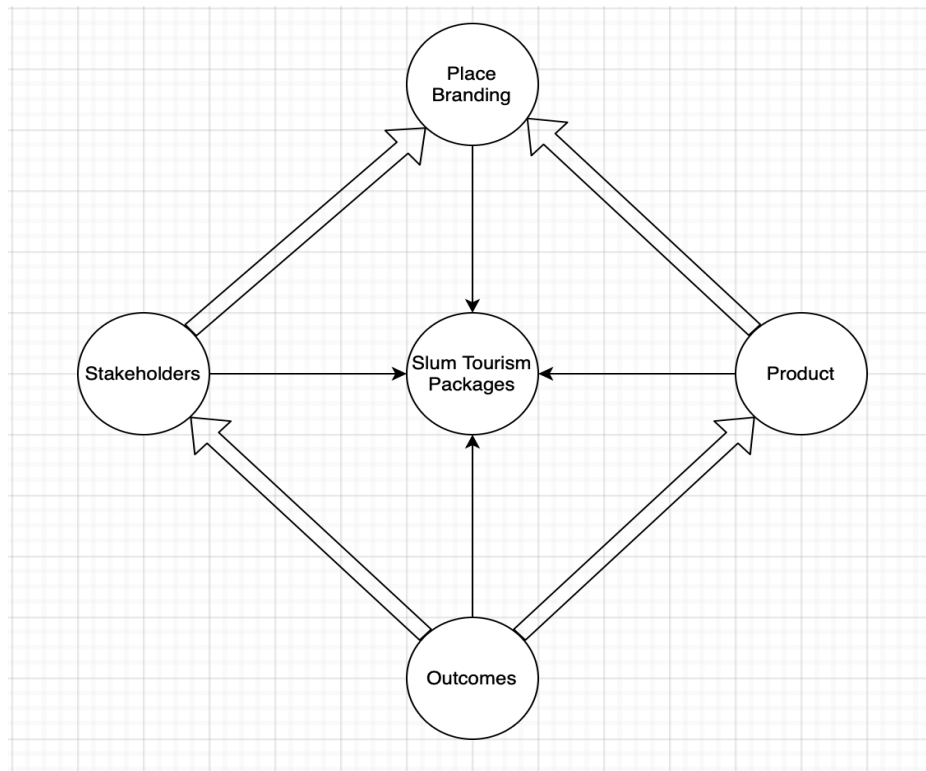 Place
Branding
Stakeholders
Slum Tourism
Packages
Product
Outcomes